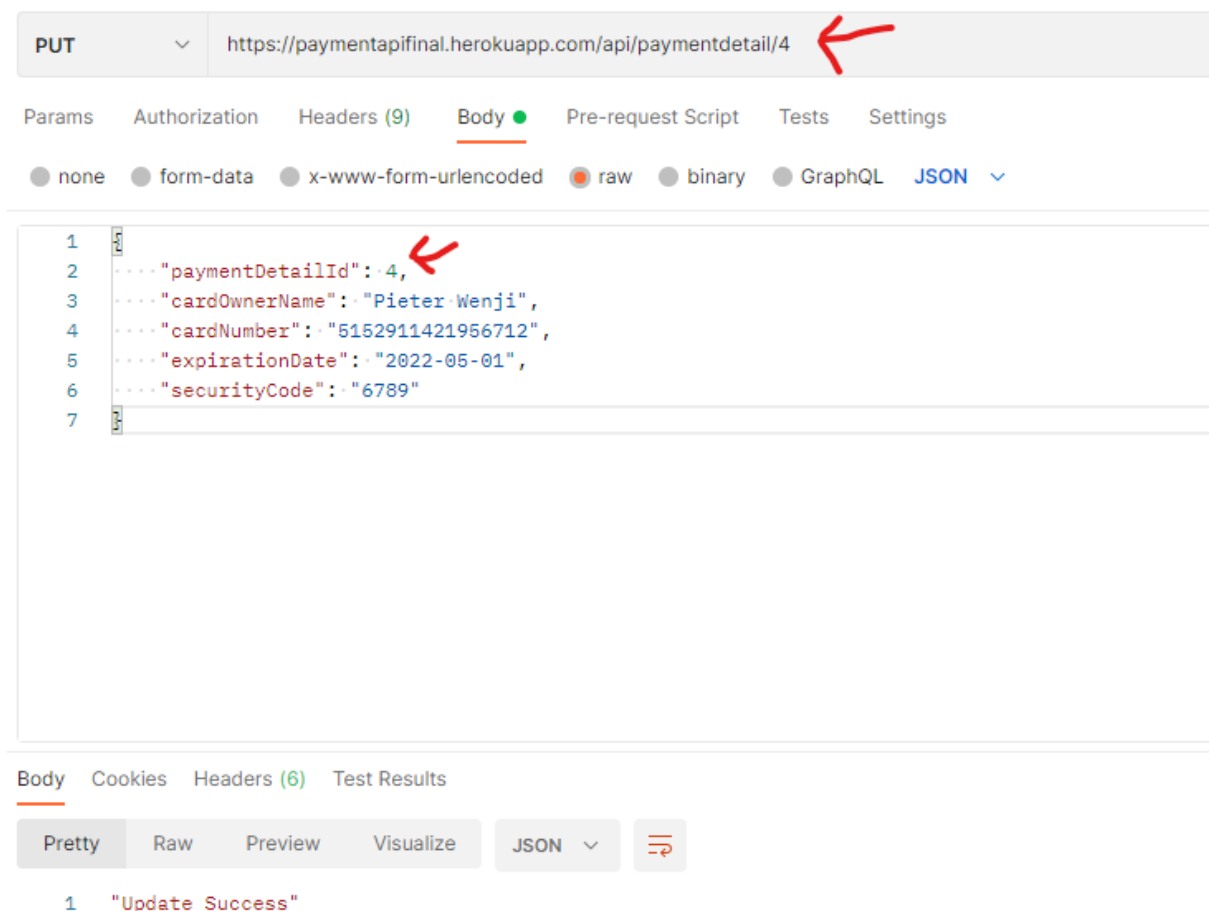 PUT https://paymentapifinal.herokuapp.com/api/paymentdetail/4
Params Authorization Headers (9) Body Pre-request Script Tests Settings
none form-data x-www-form-urlencoded raw binary GraphQL JSON
1 {
2 "paymentDetailId": 4,
3 "cardOwnerName": "Pieter Wenji",
4 "cardNumber": "5152911421956712",
5 "expirationDate": "2022-05-01",
6 "securityCode": "6789"
7 }
Body Cookies Headers (6) Test Results
Pretty Raw Preview Visualize JSON
1 "Update Success"